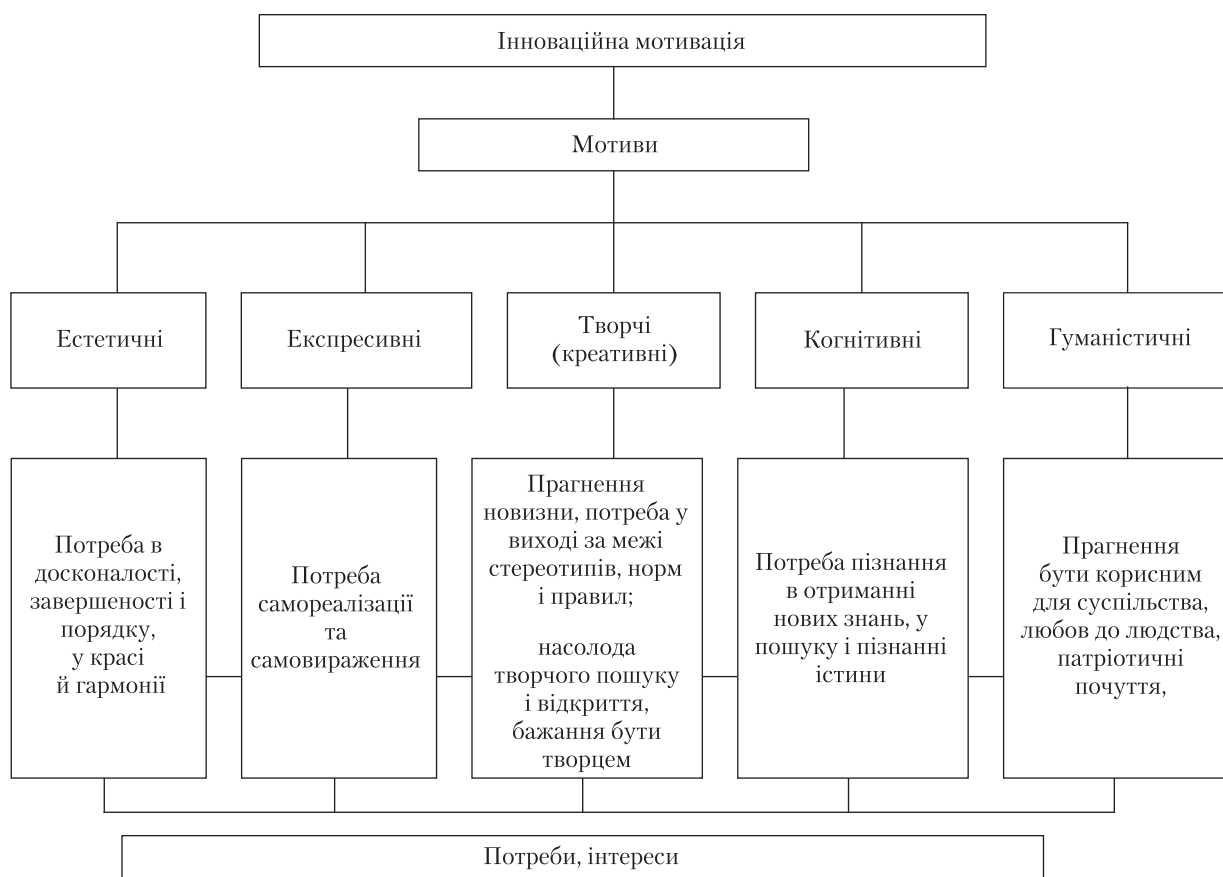 Інноваційна мотивація
Мотиви
Естетичні
Експресивні
Творчі
(креативні)
Когнітивні
Гуманістичні
Потреба в
досконалості,
завершеності і
порядку,
у красі
й гармонії
Потреба
самореалізації
та
самовираження
Прагнення
новизни, потреба у
виході за межі
стереотипів, норм
і правил;
насолода
творчого пошуку
і відкриття,
бажання бути
творцем
Потреба пізнання
в отриманні
нових знань, у
пошуку і пізнанні
істини
Прагнення
бути корисним
для суспільства,
любов до людства,
патріотичні
почуття,
Потреби, інтереси